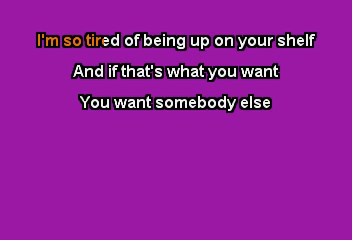 I'm so tired of being up on your shelf
And if that's what you want
You want somebody else